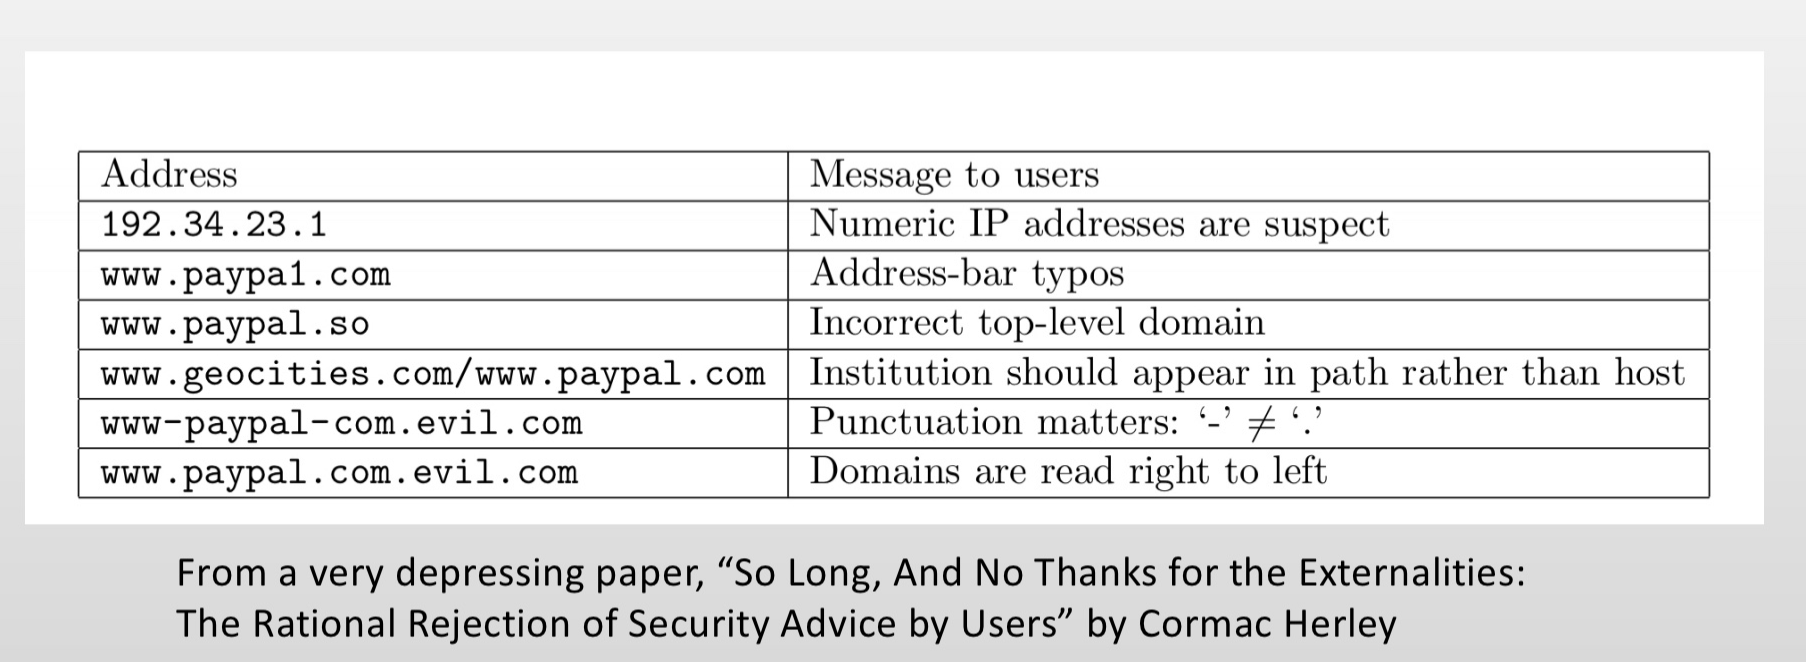 Address Message to users
192.34.23.1 Numeric IP addresses are suspect
www.paypa1.com Address-bar typos
www.paypal.so Incorrect top-level domain
www.geocities.com/www.paypal.com Institution should appear in path rather than host
www-paypal-com.evil.com Punctuation matters: ‘-’ ≠ ‘.’
www.paypal.com.evil.com Domains are read right to left
From a very depressing paper, “So Long, And No Thanks for the Externalities:
The Rational Rejection of Security Advice by Users” by Cormac Herley